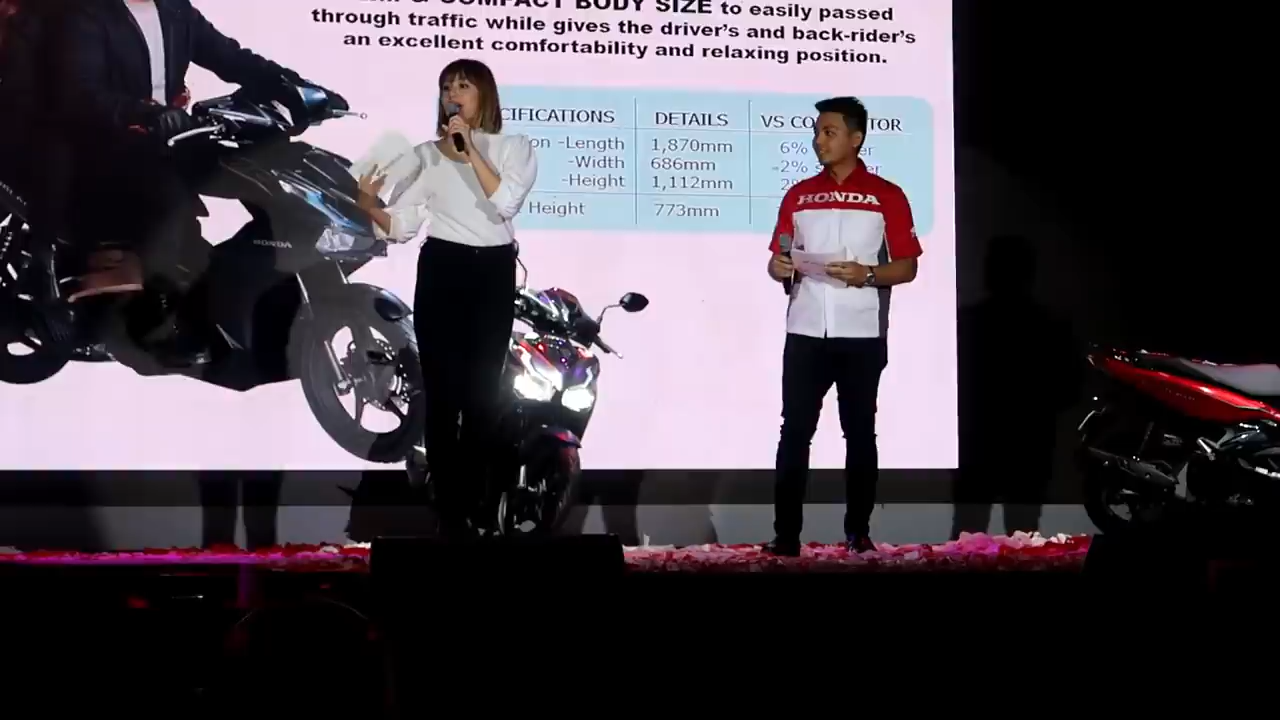 & COMPACT BODY SIZE to easily passed
through traffic while gives the driver's and back-rider's
an excellent comfortability and relaxing position.
DETAILS
-Length 1,870mm 6%
-Width 686mm -2%
-Height 1,112mm
Height 773mm
HONDA
HONDA